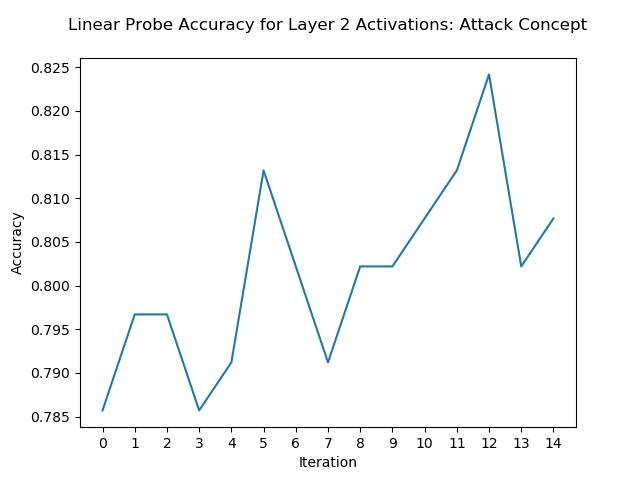 Linear Probe Accuracy for Layer 2 Activations: Attack Concept
0.825
0.820
0.815
0.810
0.805
0.800
0.795
0.790
0.785
Accuracy
0 1 2 3 4 5 6 7 8 9 10 11 12 13 14
Iteration